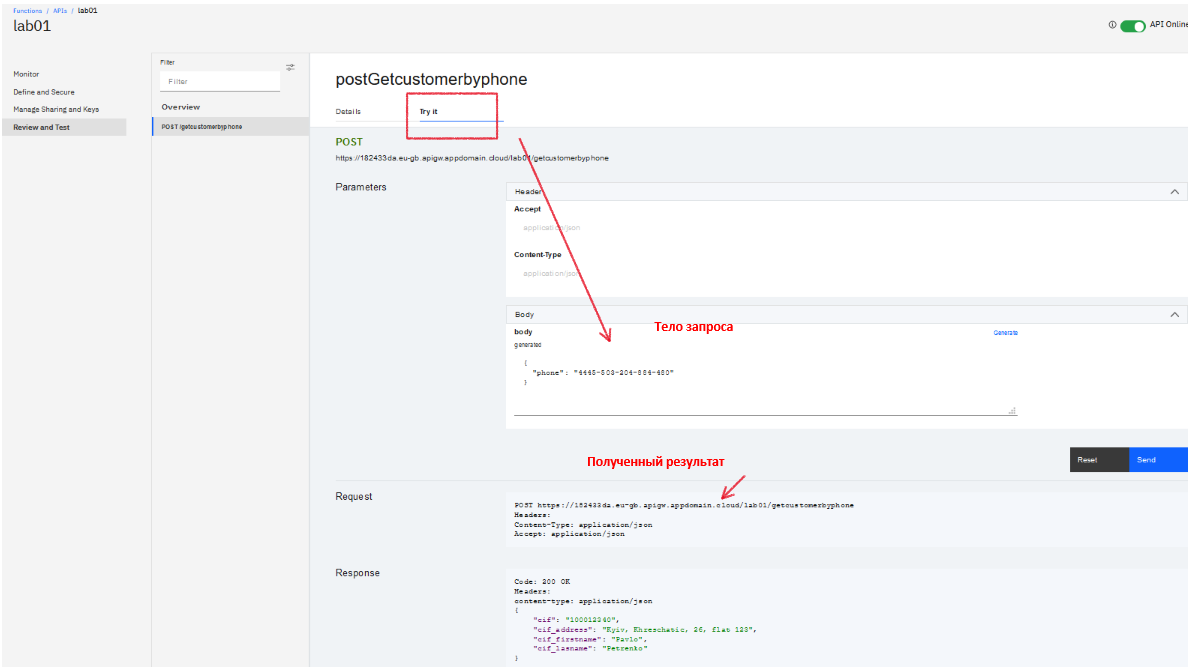 Functions / APIs / lab01
lab01
API Online
Monitor
Define and Secure
Manage Sharing and Keys
Review and Test
Filter
Filter
Overview
POST /getcustomerbyphone
postGetcustomerbyphone
Details
Try it
POST
https://182433da.eu-gb.apigw.appdomain.cloud/lab01/getcustomerbyphone
Parameters
Header
Accept
application/json
Content-Type
application/json
Body
Тело запроса
body
Generate
generated
{
"phone": "4445-503-204-884-480"
}
Полученный результат
Reset
Send
Request
POST https://182433da.eu-gb.apigw.appdomain.cloud/lab01/getcustomerbyphone
Headers:
Content-Type: application/json
Accept: application/json
Response
Code: 200 OK
Headers:
content-type: application/json
{
"cif": "100012240",
"cif_address": "Kyiv, Khreschatic, 26, flat 123",
"cif_firstname": "Pavlo",
"cif_lasname": "Petrenko"
}